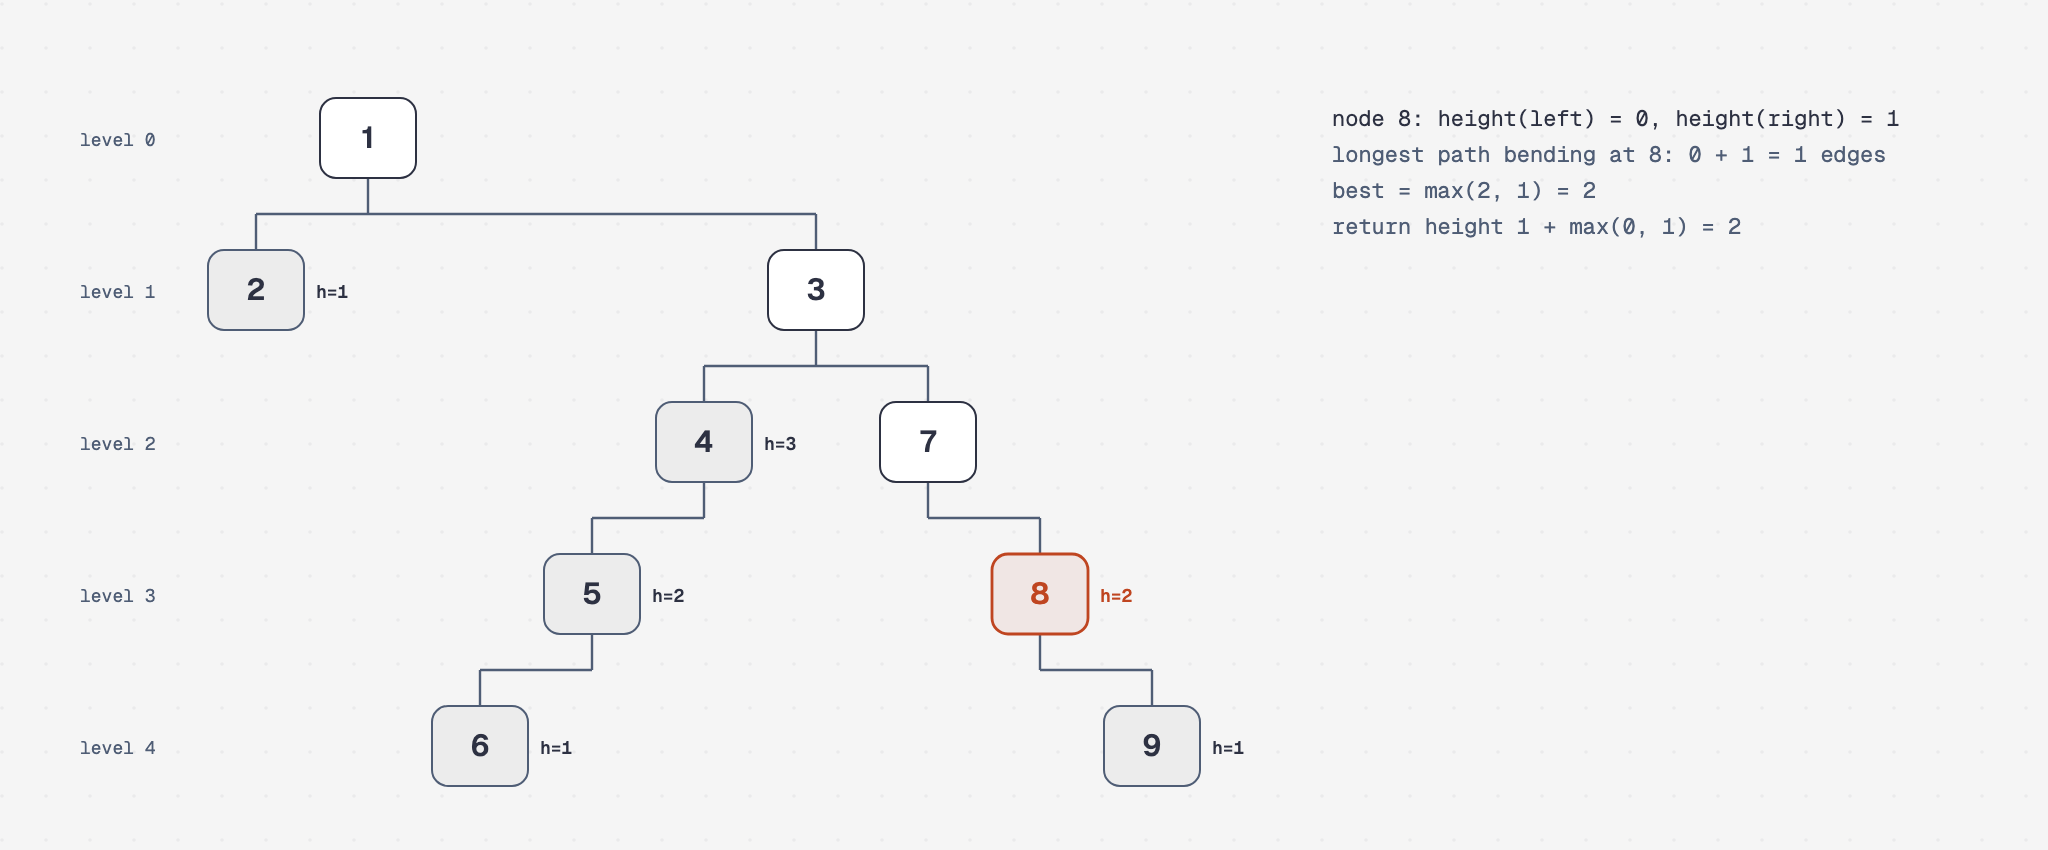 node 8: height(left) = 0, height(right) = 1
longest path bending at 8: 0 + 1 = 1 edges
best = max(2, 1) = 2
return height 1 + max(0, 1) = 2
level 0
1
level 1
2
h=1
3
level 2
4
h=3
7
level 3
5
h=2
8
h=2
level 4
6
h=1
9
h=1